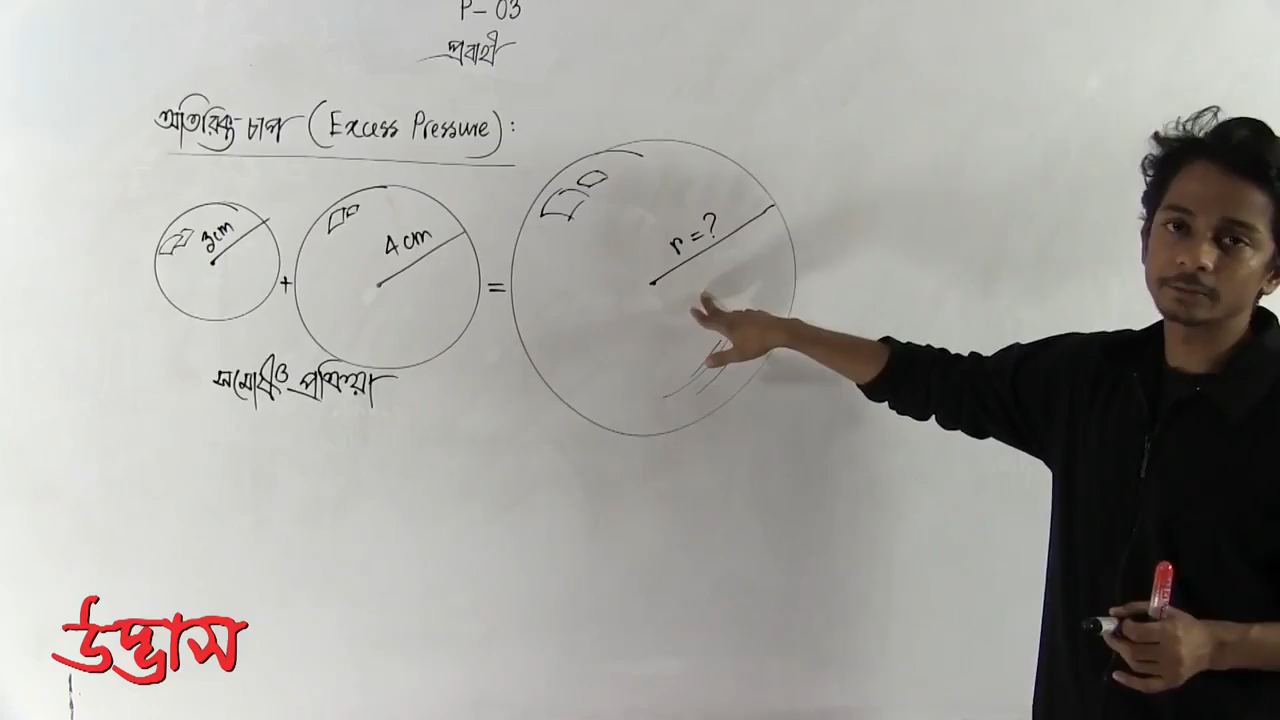 P-03
প্রবাহী
অতিরিক্ত চাপ (Excess Pressure) :
3cm + 4 cm = r = ?
সমোষ্ণ প্রক্রিয়া
উদ্ভাস